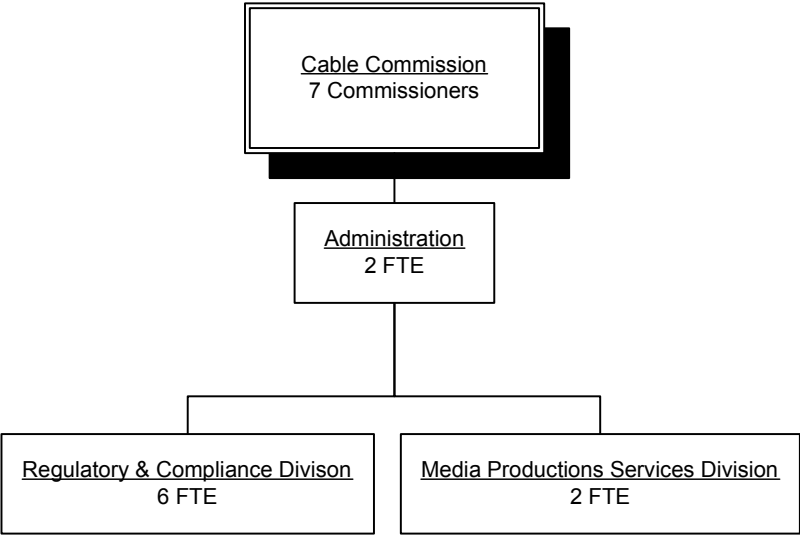 Cable Commission
7 Commissioners
Administration
2 FTE
Regulatory & Compliance Divison
6 FTE
Media Productions Services Division
2 FTE